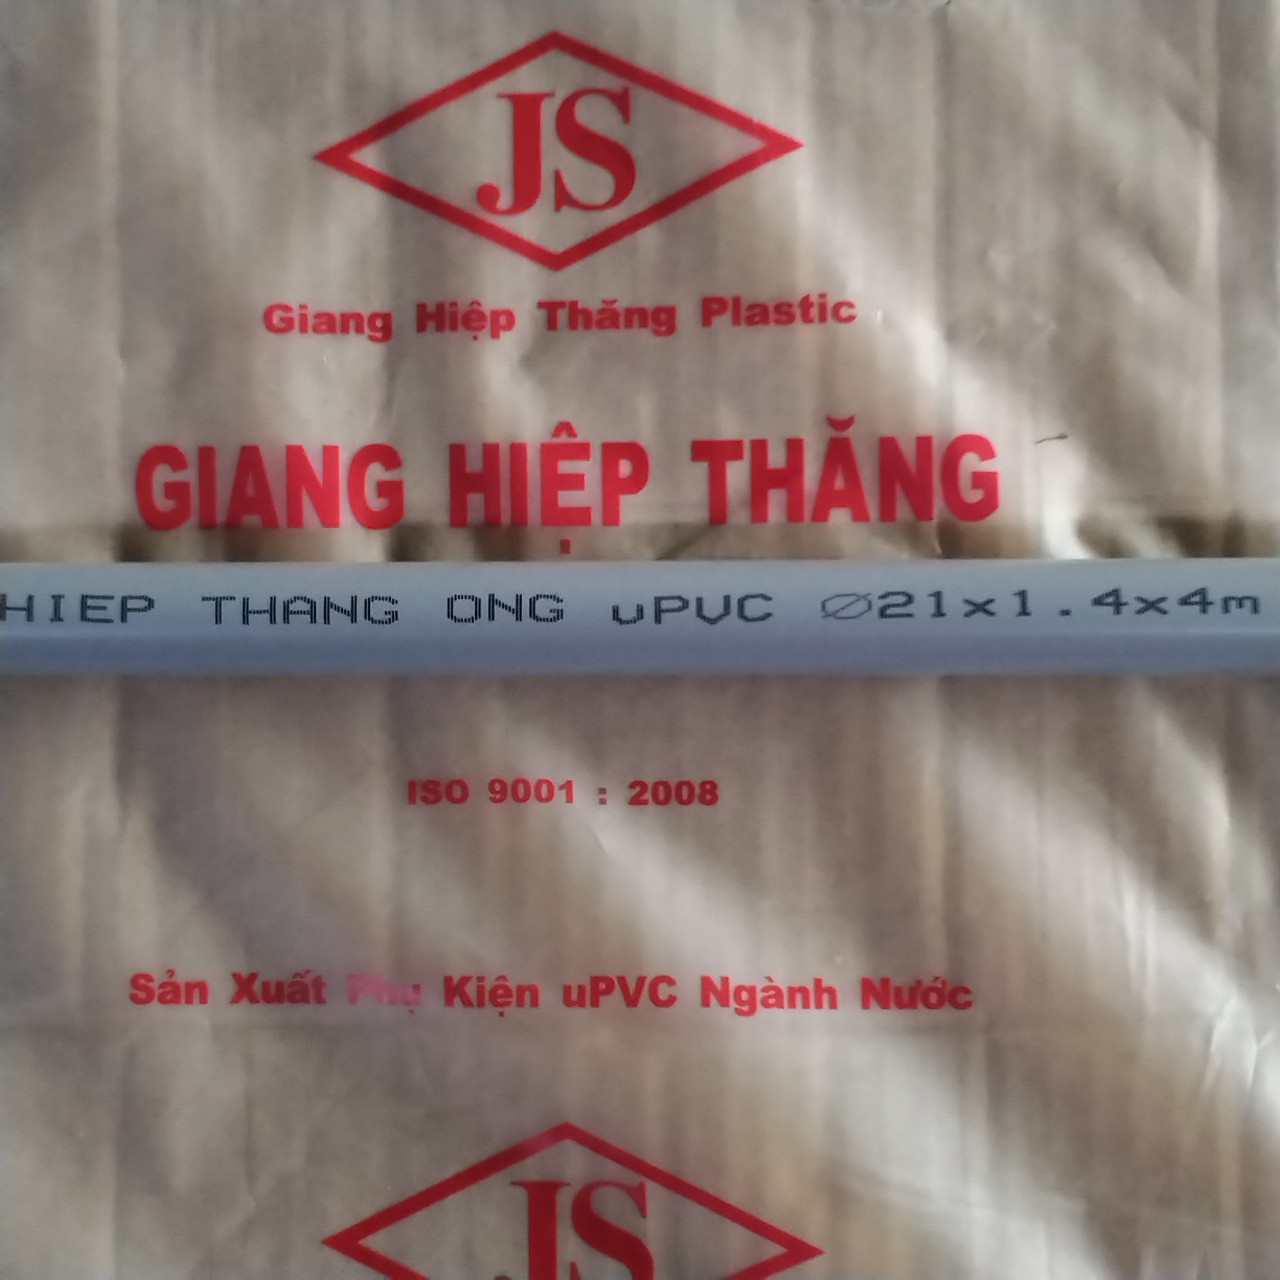 JS
Giang Hiệp Thăng Plastic
GIANG HIỆP THĂNG
HIEP THANG ONG uPVC Ø21x1.4x4m
ISO 9001 : 2008
Sản Xuất Phụ Kiện uPVC Ngành Nước
JS